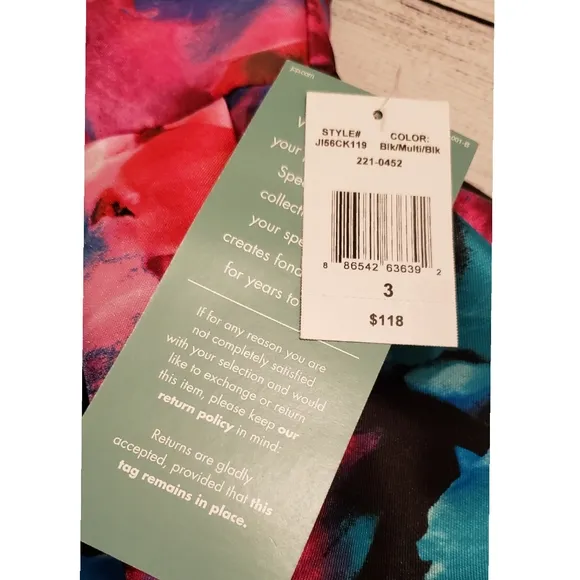 jcp.com
001-B
your
Spe
collect
your spe
creates fond
for years to
If for any reason you are
not completely satisfied
with your selection and would
like to exchange or return
this item, please keep our
return policy in mind:
Returns are gladly
accepted, provided that this
tag remains in place.
STYLE# COLOR:
JI56CK119 Blk/Multi/Blk
221-0452
8 86542 63639 2
3
$118